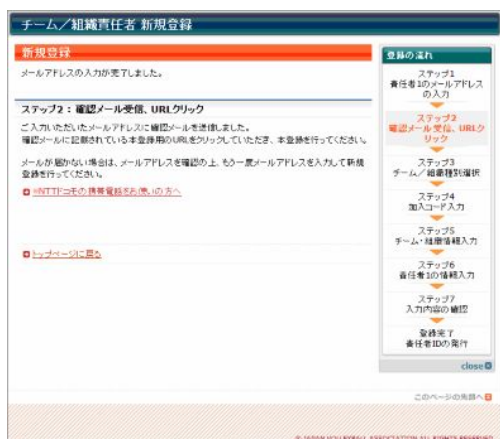 チーム／組織責任者 新規登録
新規登録
メールアドレスの入力が完了しました。
ステップ2：確認メール受信、URLクリック
ご入力いただいたメールアドレスに確認メールを送信しました。
確認メールに記載されている本登録用のURLをクリックしていただき、本登録を行ってください。
メールが届かない場合は、メールアドレスを確認の上、もう一度メールアドレスを入力して新規
登録を行ってください。
※NTTドコモの携帯電話をお使いの方へ
トップページに戻る
登録の流れ
ステップ1
責任者1のメールアドレス
の入力
ステップ2
確認メール受信、URLク
リック
ステップ3
チーム／組織種別選択
ステップ4
加入コード入力
ステップ5
チーム・組織情報入力
ステップ6
責任者1の情報入力
ステップ7
入力内容の確認
登録完了
責任者IDの発行
close
このページの先頭へ
© JAPAN VOLLEYBALL ASSOCIATION ALL RIGHTS RESERVED